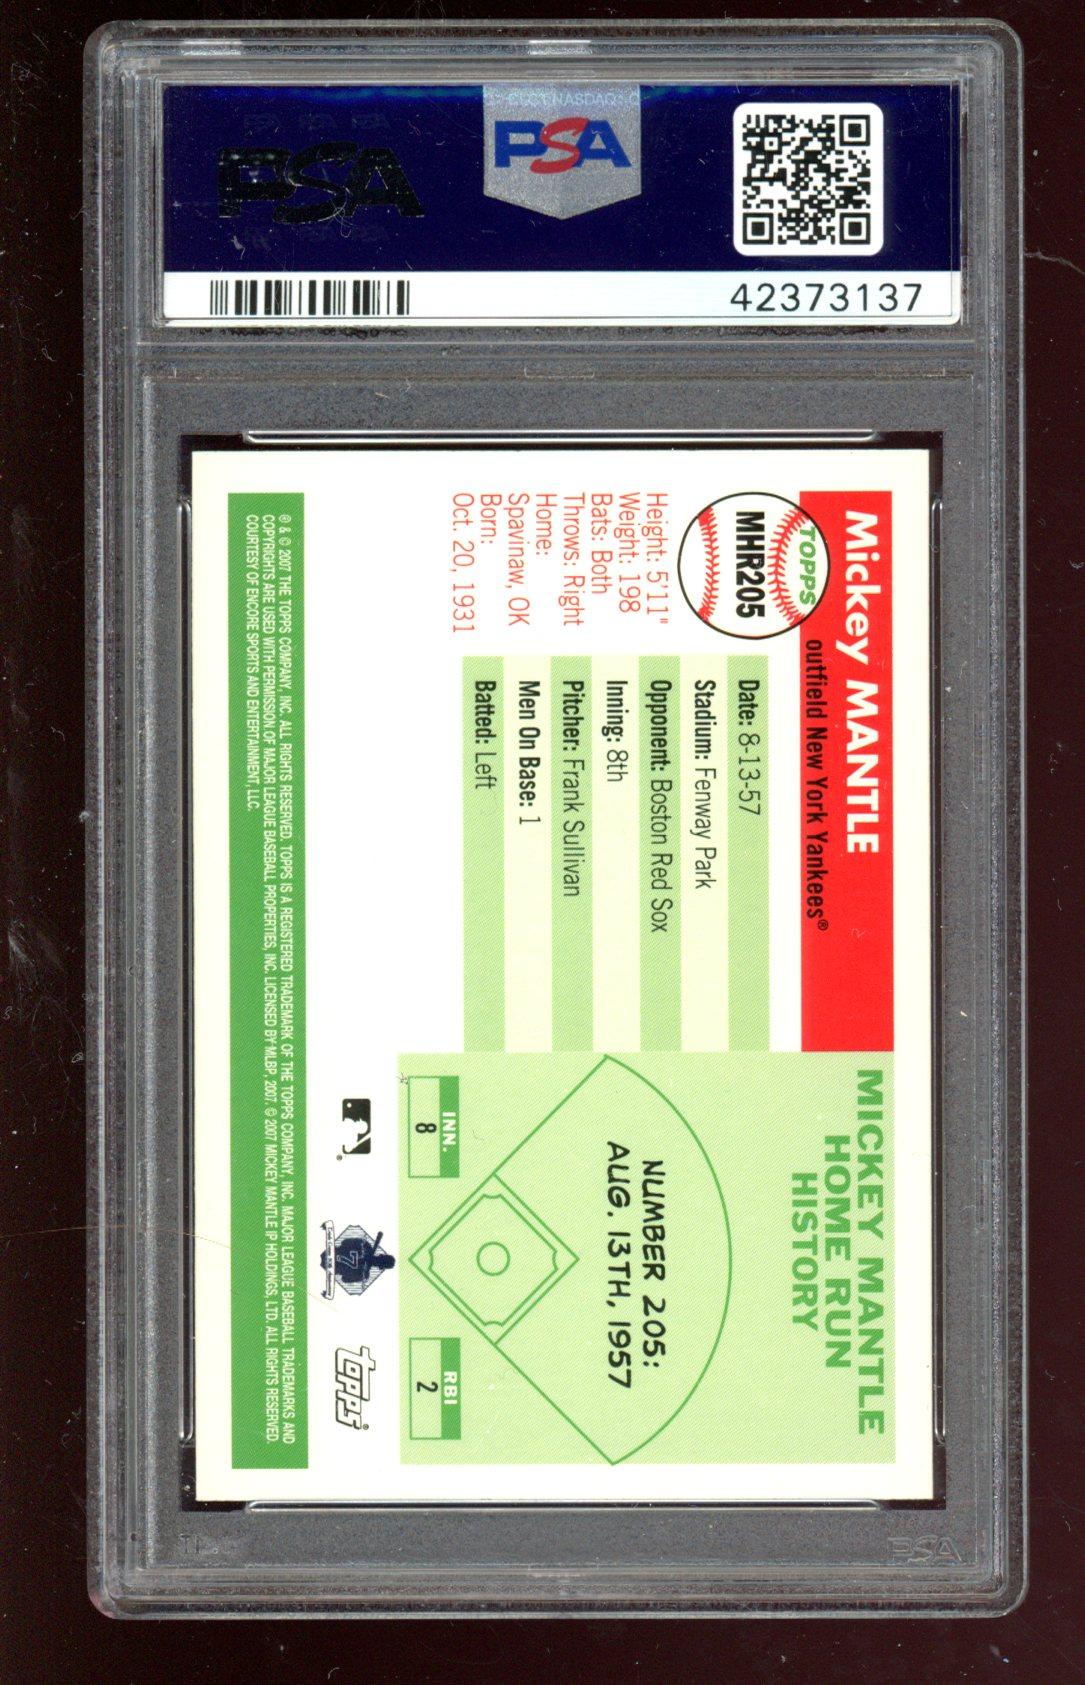 CLCT NASDAQ
PSA
PSA
42373137
Mickey MANTLE
outfield New York Yankees®
TOPPS
MHR205
Height: 5'11"
Weight: 198
Bats: Both
Throws: Right
Home:
Spavinaw, OK
Born:
Oct. 20, 1931
Date: 8-13-57
Stadium: Fenway Park
Opponent: Boston Red Sox
Inning: 8th
Pitcher: Frank Sullivan
Men On Base: 1
Batted: Left
MICKEY MANTLE
HOME RUN
HISTORY
NUMBER 205:
AUG. 13TH, 1957
INN.
8
RBI
2
7
topps®
® & © 2007 THE TOPPS COMPANY, INC. ALL RIGHTS RESERVED. TOPPS IS A REGISTERED TRADEMARK OF THE TOPPS COMPANY, INC. MAJOR LEAGUE BASEBALL TRADEMARKS AND
COPYRIGHTS ARE USED WITH PERMISSION OF MAJOR LEAGUE BASEBALL PROPERTIES, INC. LICENSED BY MLBP, 2007. © 2007 MICKEY MANTLE IP HOLDINGS, LTD. ALL RIGHTS RESERVED.
COURTESY OF ENCORE SPORTS AND ENTERTAINMENT, LLC.
PSA